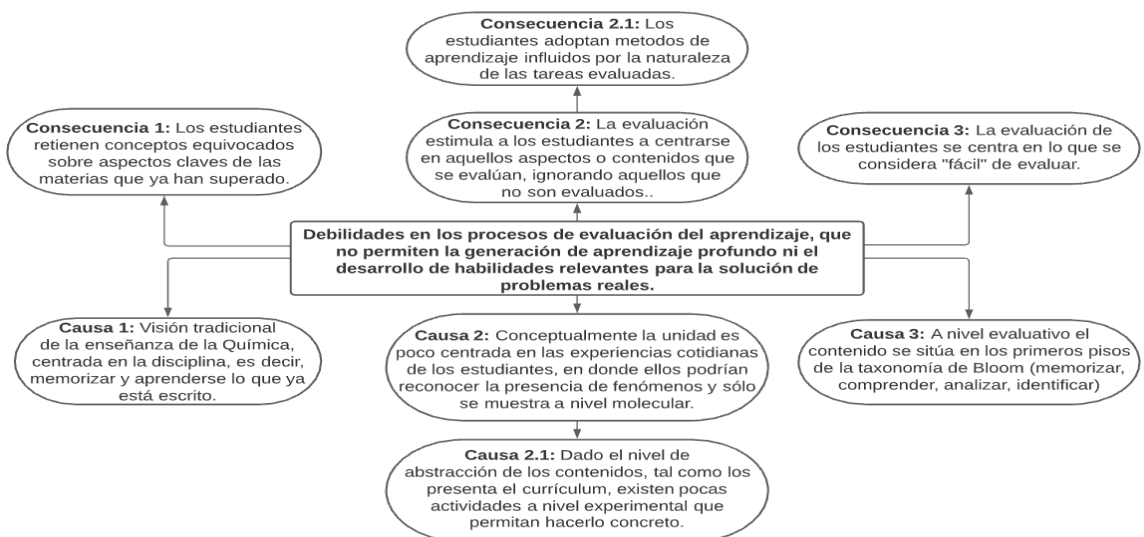 Consecuencia 2.1: Los
estudiantes adoptan metodos de
aprendizaje influidos por la naturaleza
de las tareas evaluadas.
Consecuencia 1: Los estudiantes
retienen conceptos equivocados
sobre aspectos claves de las
materias que ya han superado.
Consecuencia 2: La evaluación
estimula a los estudiantes a centrarse
en aquellos aspectos o contenidos que
se evalúan, ignorando aquellos que
no son evaluados..
Consecuencia 3: La evaluación de
los estudiantes se centra en lo que se
considera "fácil" de evaluar.
Debilidades en los procesos de evaluación del aprendizaje, que
no permiten la generación de aprendizaje profundo ni el
desarrollo de habilidades relevantes para la solución de
problemas reales.
Causa 1: Visión tradicional
de la enseñanza de la Química,
centrada en la disciplina, es decir,
memorizar y aprenderse lo que ya
está escrito.
Causa 2: Conceptualmente la unidad es
poco centrada en las experiencias cotidianas
de los estudiantes, en donde ellos podrían
reconocer la presencia de fenómenos y sólo
se muestra a nivel molecular.
Causa 3: A nivel evaluativo el
contenido se sitúa en los primeros pisos
de la taxonomía de Bloom (memorizar,
comprender, analizar, identificar)
Causa 2.1: Dado el nivel de
abstracción de los contenidos, tal como los
presenta el currículum, existen pocas
actividades a nivel experimental que
permitan hacerlo concreto.